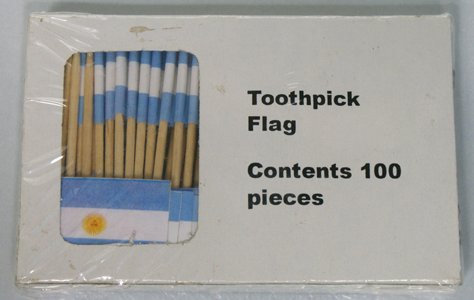 Toothpick
Flag
Contents 100
pieces